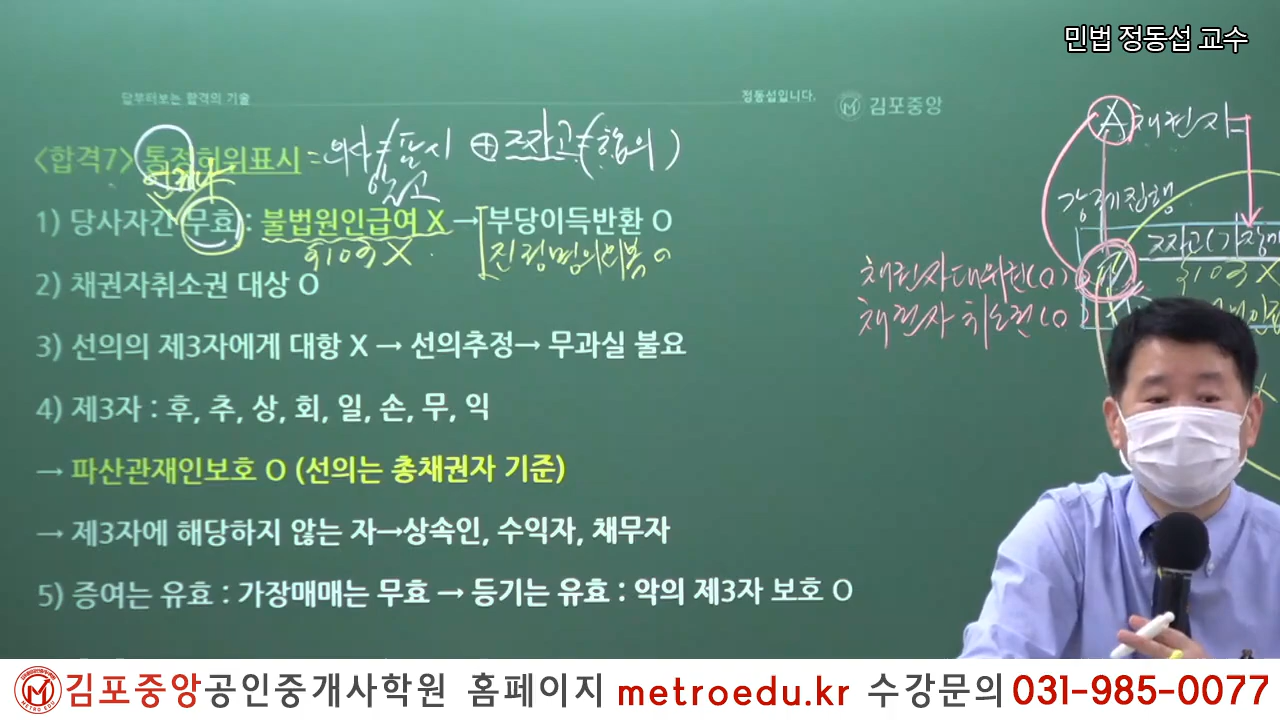 민법 정동섭 교수
답부터보는 합격의 기술
정동섭입니다.
김포중앙
<합격7> 통정허위표시 = 의사≠표시 ⊕ 조작고(합의)
알고
언제나
1) 당사자간 무효 : 불법원인급여 X → 부당이득반환 O
진정명의회복 O
2) 채권자취소권 대상 O
3) 선의의 제3자에게 대항 X → 선의추정→ 무과실 불요
4) 제3자 : 후, 추, 상, 회, 일, 손, 무, 익
→ 파산관재인보호 O (선의는 총채권자 기준)
→ 제3자에 해당하지 않는 자→상속인, 수익자, 채무자
5) 증여는 유효 : 가장매매는 무효 → 등기는 유효 : 악의 제3자 보호 O
A 채권자
강제집행
채권자대위권(O)
채권자 취소권(O)
METRO EDU
김포중앙공인중개사학원 홈페이지 metroedu.kr 수강문의 031-985-0077